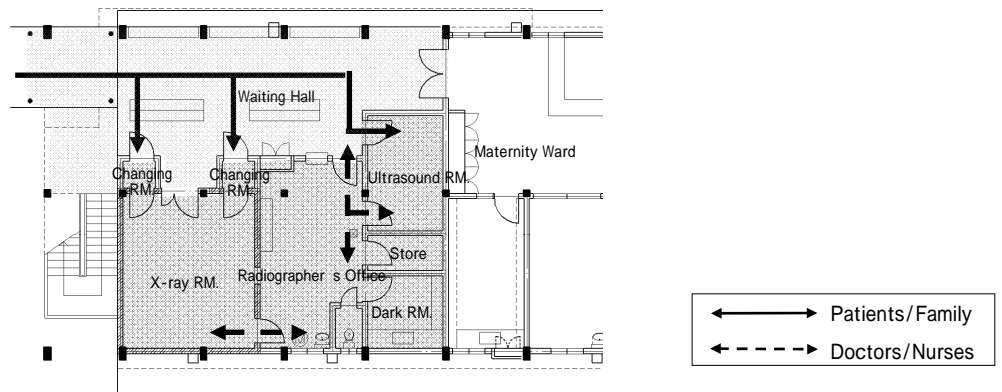 Waiting Hall
Maternity Ward
Changing
RM.
Changing
RM.
Ultrasound RM.
Store
X-ray RM.
Radiographer s Office
Dark RM.
Patients/Family
Doctors/Nurses